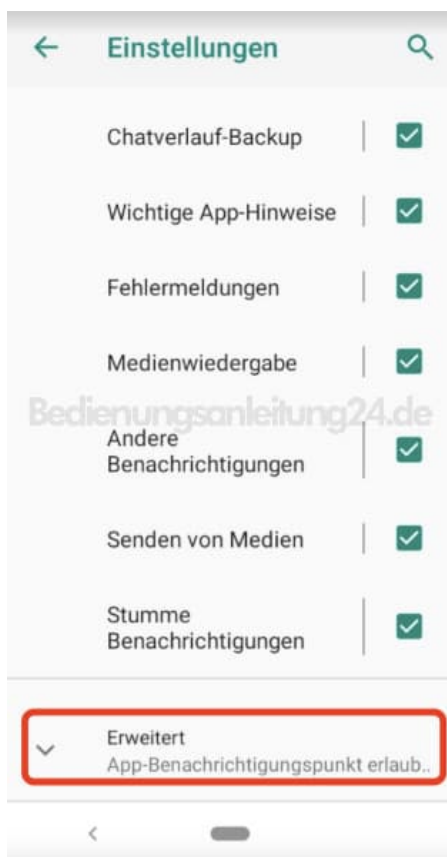 Einstellungen
Chatverlauf-Backup
Wichtige App-Hinweise
Fehlermeldungen
Medienwiedergabe
Bedienungsanleitung24.de
Andere
Benachrichtigungen
Senden von Medien
Stumme
Benachrichtigungen
Erweitert
App-Benachrichtigungspunkt erlaub..